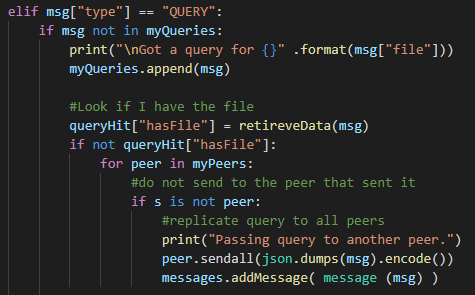 elif msg["type"] == "QUERY":
if msg not in myQueries:
print("\nGot a query for {}" .format(msg["file"]))
myQueries.append(msg)
#Look if I have the file
queryHit["hasFile"] = retireveData(msg)
if not queryHit["hasFile"]:
for peer in myPeers:
#do not send to the peer that sent it
if s is not peer:
#replicate query to all peers
print("Passing query to another peer.")
peer.sendall(json.dumps(msg).encode())
messages.addMessage( message (msg) )